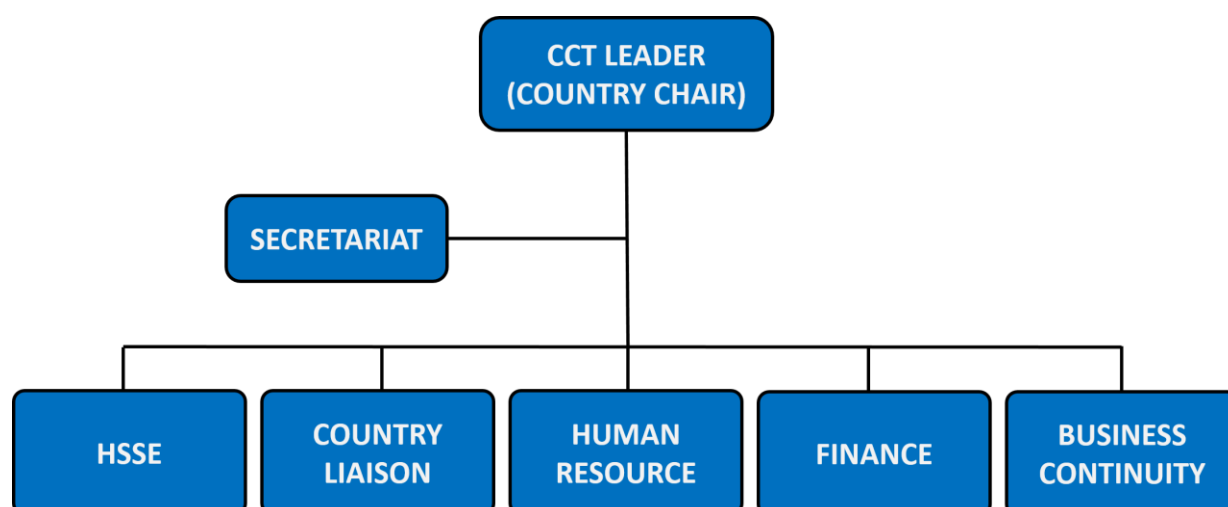 CCT LEADER
(COUNTRY CHAIR)
SECRETARIAT
HSSE
COUNTRY
LIAISON
HUMAN
RESOURCE
FINANCE
BUSINESS
CONTINUITY